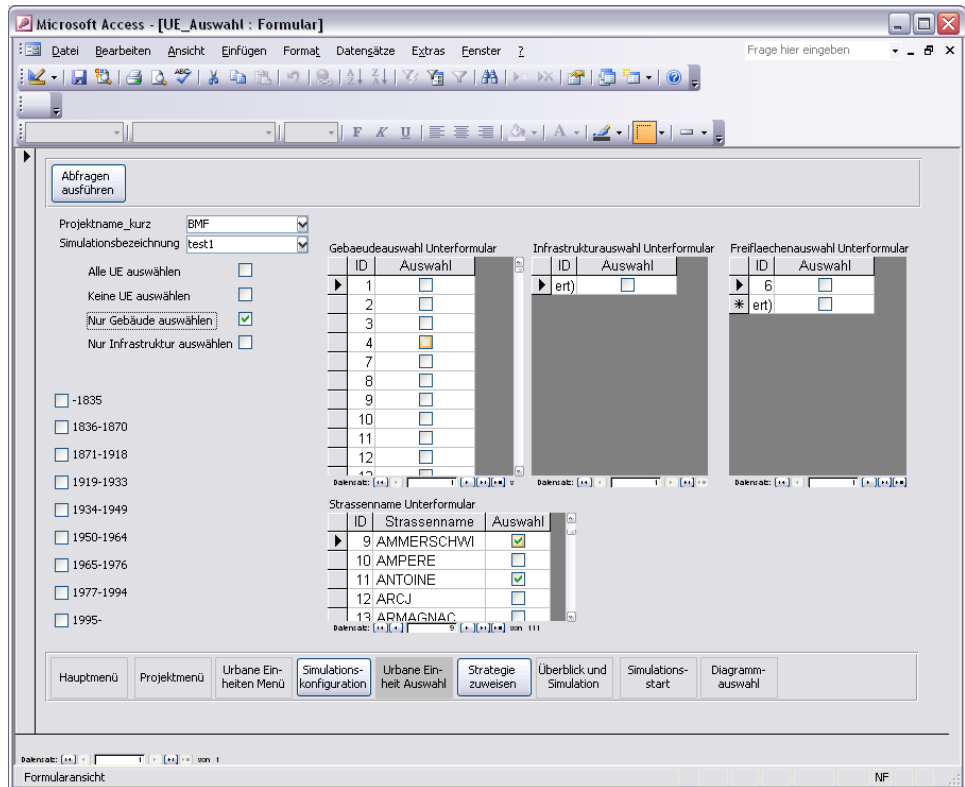 Microsoft Access - [UE_Auswahl : Formular]
Datei Bearbeiten Ansicht Einfügen Format Datensätze Extras Fenster ? Frage hier eingeben
F K U A
Abfragen
ausführen
Projektname_kurz BMF
Simulationsbezeichnung test1
Alle UE auswählen
Keine UE auswählen
Nur Gebäude auswählen
Nur Infrastruktur auswählen
-1835
1836-1870
1871-1918
1919-1933
1934-1949
1950-1964
1965-1976
1977-1994
1995-
Gebaeudeauswahl Unterformular
ID Auswahl
1
2
3
4
7
8
9
10
11
12
Datensatz: 1
Infrastrukturauswahl Unterformular
ID Auswahl
ert)
Datensatz: 1
Freiflaechenauswahl Unterformular
ID Auswahl
6
ert)
Datensatz: 1
Strassenname Unterformular
ID Strassenname Auswahl
9 AMMERSCHWI
10 AMPERE
11 ANTOINE
12 ARCJ
13 ARMAGNAC
Datensatz: 9 von 111
Hauptmenü
Projektmenü
Urbane Ein-
heiten Menü
Simulations-
konfiguration
Urbane Ein-
heit Auswahl
Strategie
zuweisen
Überblick und
Simulation
Simulations-
start
Diagramm-
auswahl
Datensatz: 1 von 1
Formularansicht NF